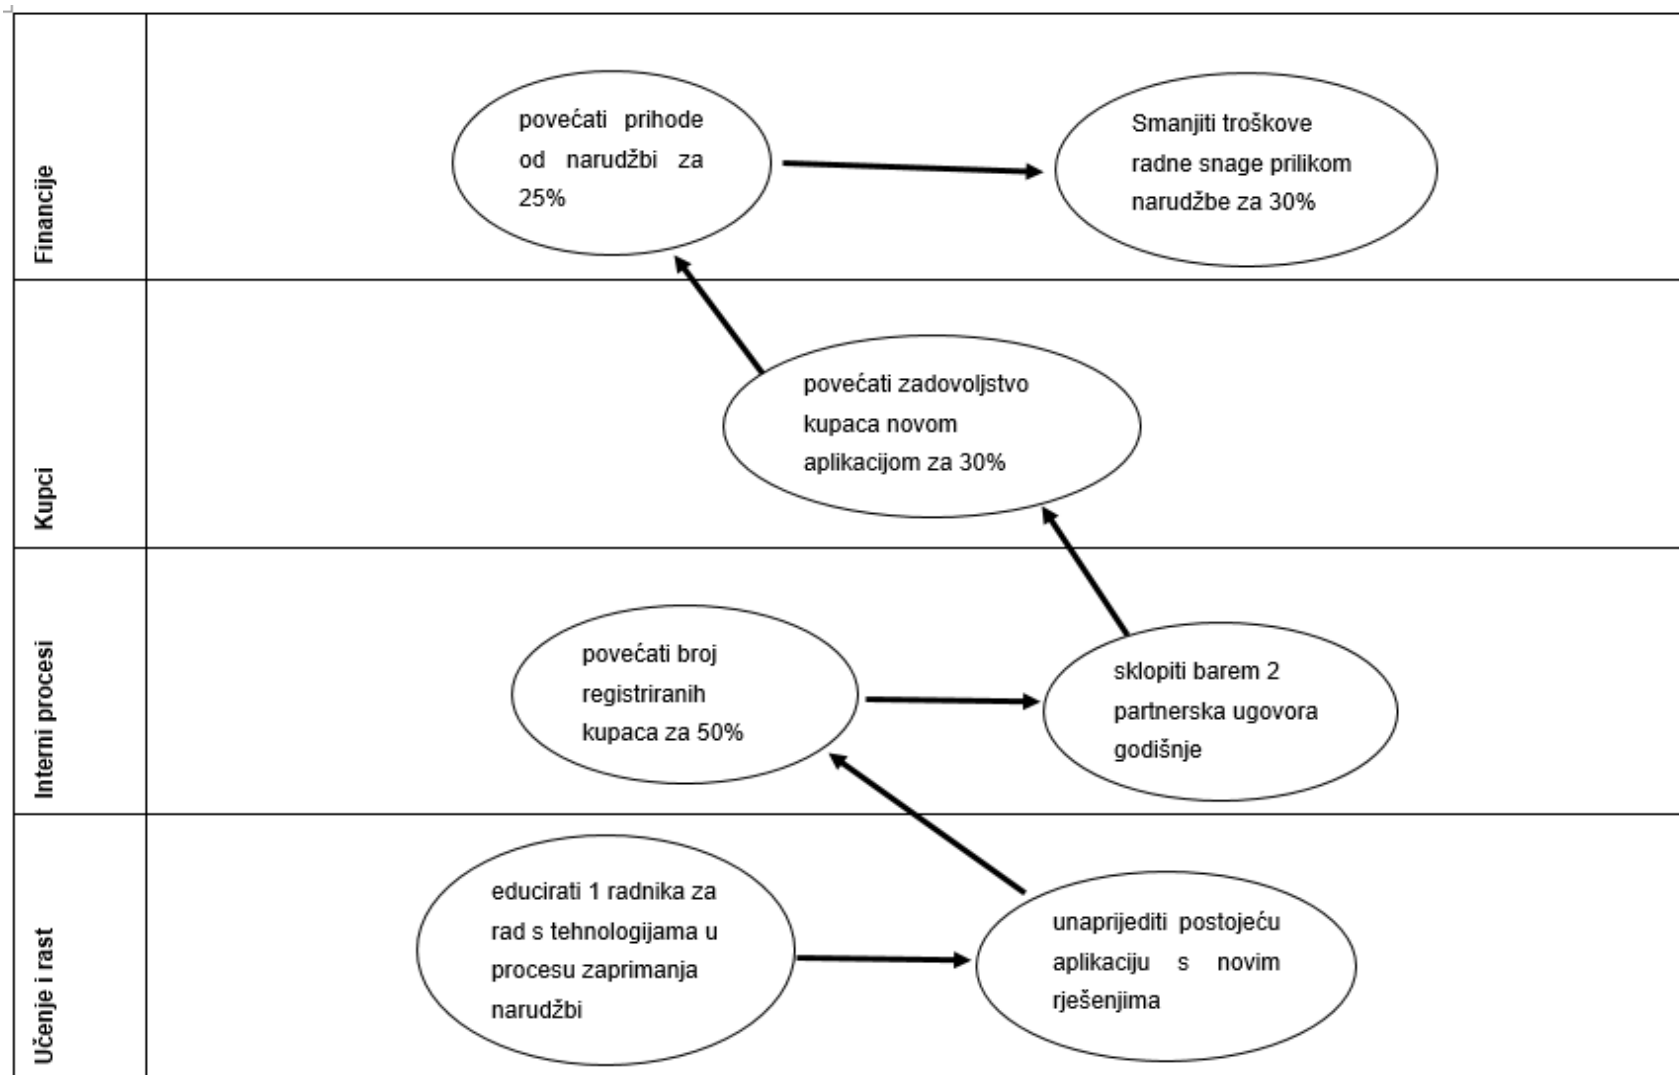 Financije
povećati prihode
od narudžbi za
25%
Smanjiti troškove
radne snage prilikom
narudžbe za 30%
Kupci
povećati zadovoljstvo
kupaca novom
aplikacijom za 30%
Interni procesi
povećati broj
registriranih
kupaca za 50%
sklopiti barem 2
partnerska ugovora
godišnje
Učenje i rast
educirati 1 radnika za
rad s tehnologijama u
procesu zaprimanja
narudžbi
unaprijediti postojeću
aplikaciju s novim
rješenjima